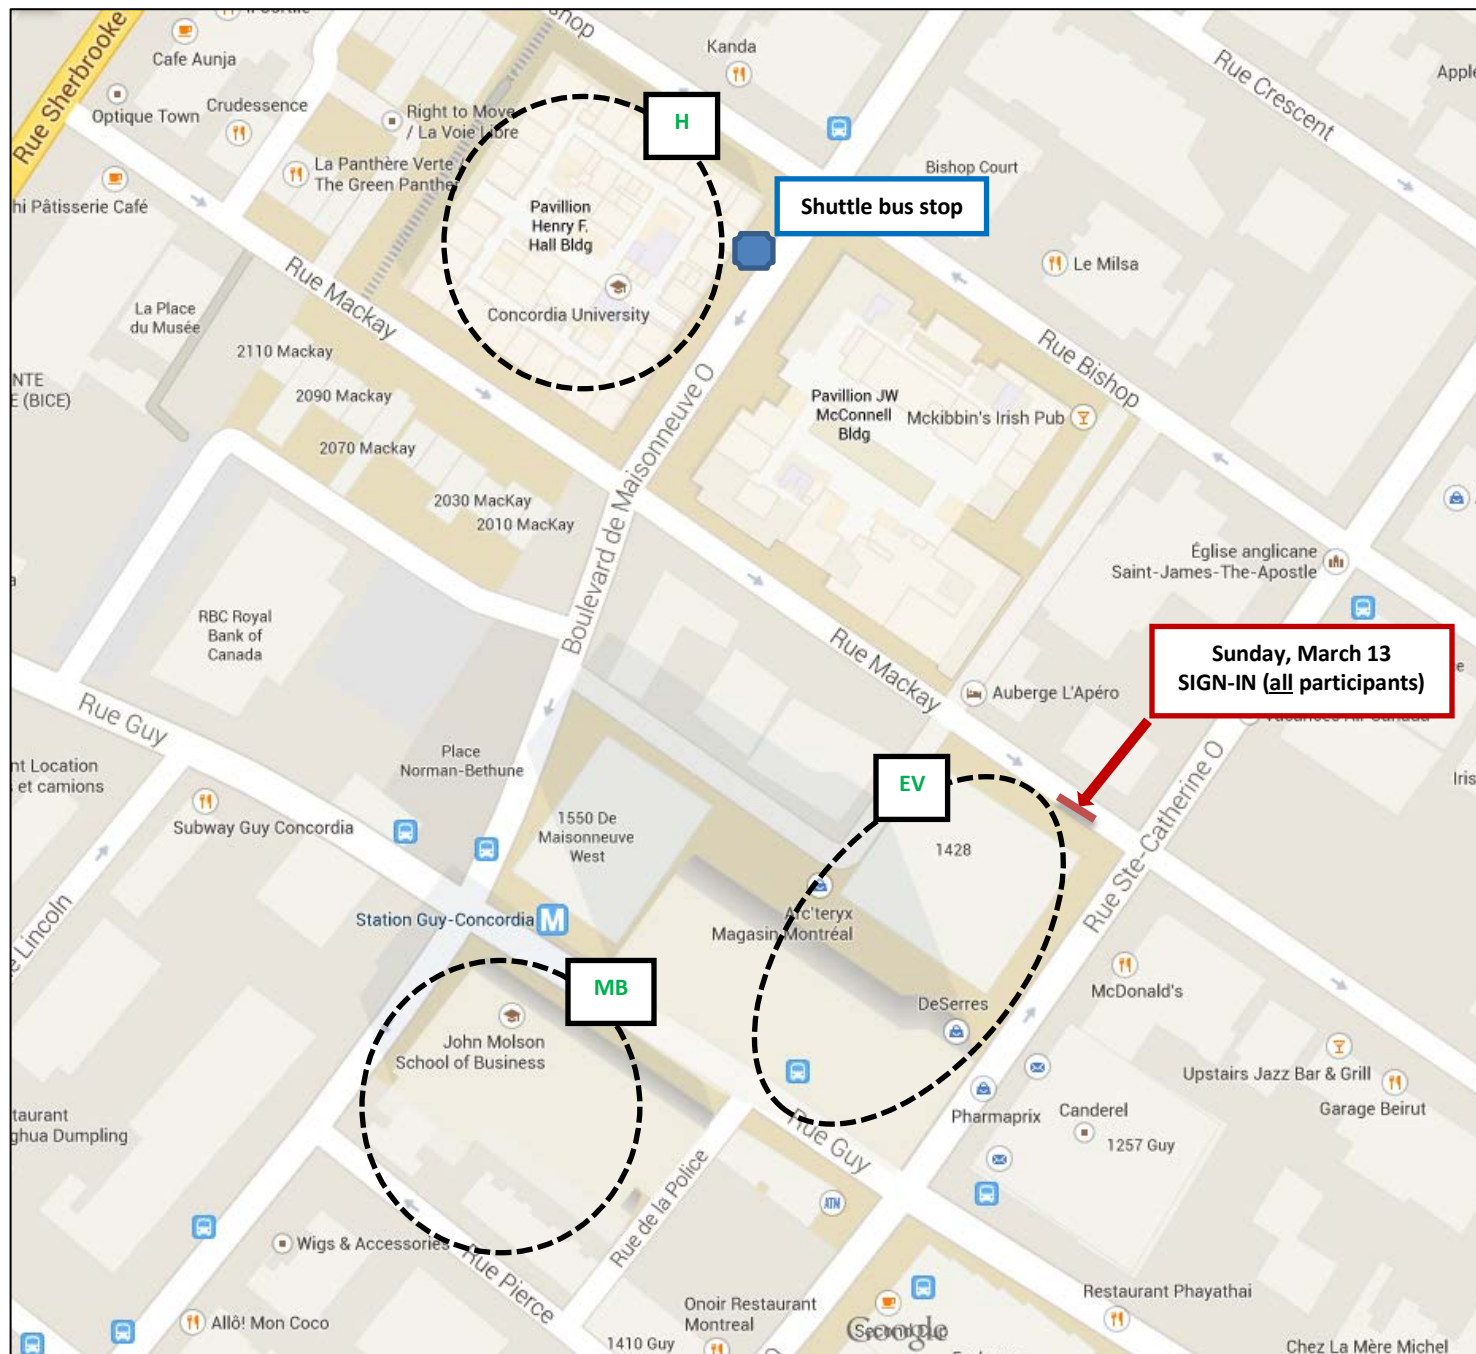 Rue Sherbrooke
Cafe Aunja
Optique Town
Crudessence
Right to Move
/ La Voie Libre
La Panthère Verte /
The Green Panther
hi Pâtisserie Café
Kanda
H
Shuttle bus stop
Rue Crescent
Apple
Bishop Court
Le Milsa
Pavillion
Henry F.
Hall Bldg
Concordia University
Rue Mackay
La Place
du Musée
2110 Mackay
2090 Mackay
2070 Mackay
2030 MacKay
2010 MacKay
NTE
E (BICE)
Boulevard de Maisonneuve O
Pavillion JW
McConnell
Bldg
Mckibbin's Irish Pub
Rue Bishop
Église anglicane
Saint-James-The-Apostle
RBC Royal
Bank of
Canada
Rue Mackay
Auberge L'Apéro
Sunday, March 13
SIGN-IN (all participants)
Vacances Air Canada
Rue Guy
Place
Norman-Bethune
nt Location
s et camions
Subway Guy Concordia
1550 De
Maisonneuve
West
EV
1428
Rue Ste-Catherine O
Iris
Station Guy-Concordia
M
Arc'teryx
Magasin Montréal
e Lincoln
MB
John Molson
School of Business
DeSerres
McDonald's
Upstairs Jazz Bar & Grill
Garage Beirut
Pharmaprix
Canderel
1257 Guy
taurant
ghua Dumpling
Rue Guy
Rue de la Police
ATN
Wigs & Accessories
Rue Pierce
Allô! Mon Coco
Onoir Restaurant
Montreal
1410 Guy
Second Cup
Google
Restaurant Phayathai
Chez La Mère Michel